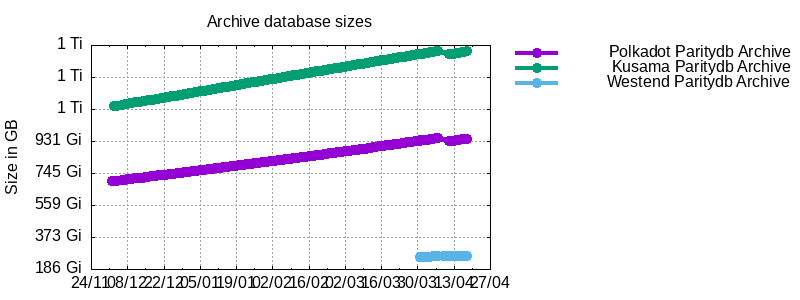 Archive database sizes
1 Ti
1 Ti
1 Ti
931 Gi
745 Gi
559 Gi
373 Gi
186 Gi
Size in GB
24/11 08/12 22/12 05/01 19/01 02/02 16/02 02/03 16/03 30/03 13/04 27/04
Polkadot Paritydb Archive
Kusama Paritydb Archive
Westend Paritydb Archive